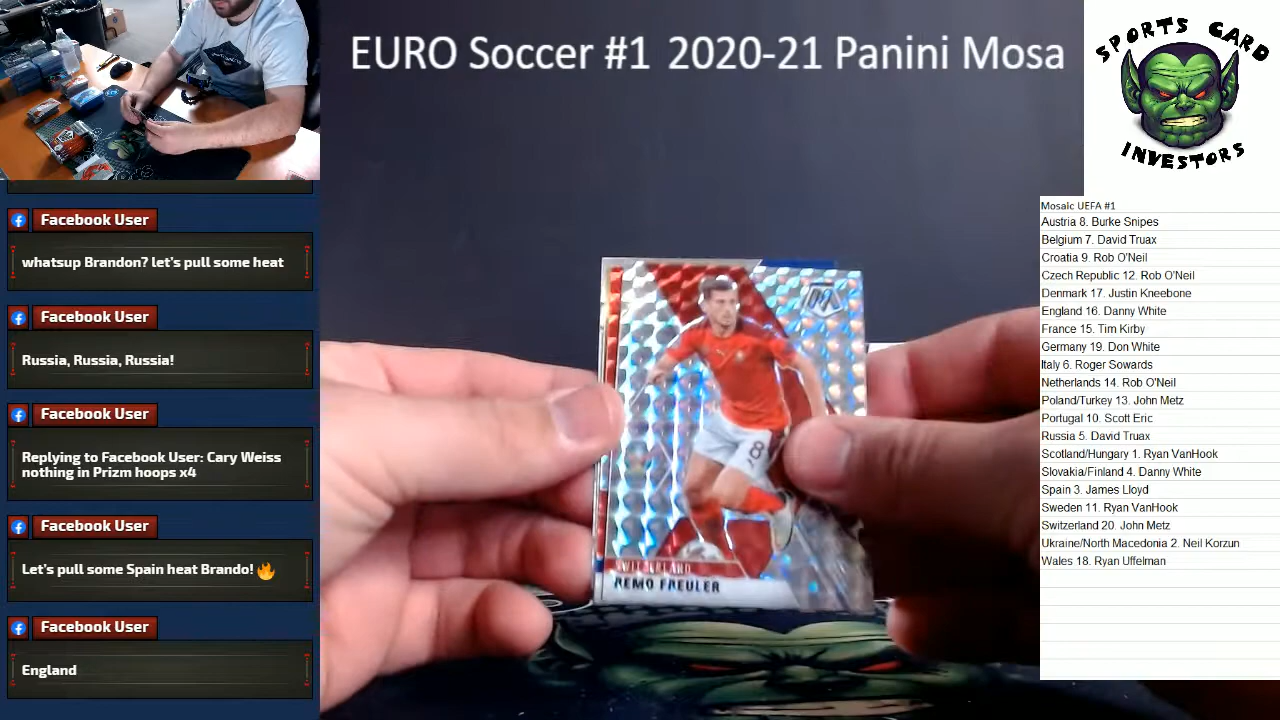 EURO Soccer #1 2020-21 Panini Mosa
SPORTS CARD
INVESTORS
Facebook User
whatsup Brandon? let's pull some heat
Facebook User
Russia, Russia, Russia!
Facebook User
Replying to Facebook User: Cary Weiss
nothing in Prizm hoops x4
Facebook User
Let's pull some Spain heat Brando! 🔥
Facebook User
England
8
SWITZERLAND
REMO FREULER
Mosaic UEFA #1
Austria 8. Burke Snipes
Belgium 7. David Truax
Croatia 9. Rob O'Neil
Czech Republic 12. Rob O'Neil
Denmark 17. Justin Kneebone
England 16. Danny White
France 15. Tim Kirby
Germany 19. Don White
Italy 6. Roger Sowards
Netherlands 14. Rob O'Neil
Poland/Turkey 13. John Metz
Portugal 10. Scott Eric
Russia 5. David Truax
Scotland/Hungary 1. Ryan VanHook
Slovakia/Finland 4. Danny White
Spain 3. James Lloyd
Sweden 11. Ryan VanHook
Switzerland 20. John Metz
Ukraine/North Macedonia 2. Neil Korzun
Wales 18. Ryan Uffelman